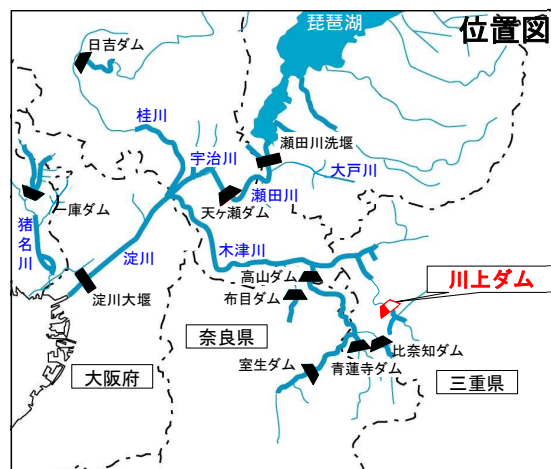 位置図
琵琶湖
日吉ダム
桂川
宇治川
瀬田川洗堰
大戸川
瀬田川
天ヶ瀬ダム
一庫ダム
猪名川
淀川
木津川
淀川大堰
高山ダム
布目ダム
川上ダム
奈良県
比奈知ダム
青蓮寺ダム
室生ダム
大阪府
三重県